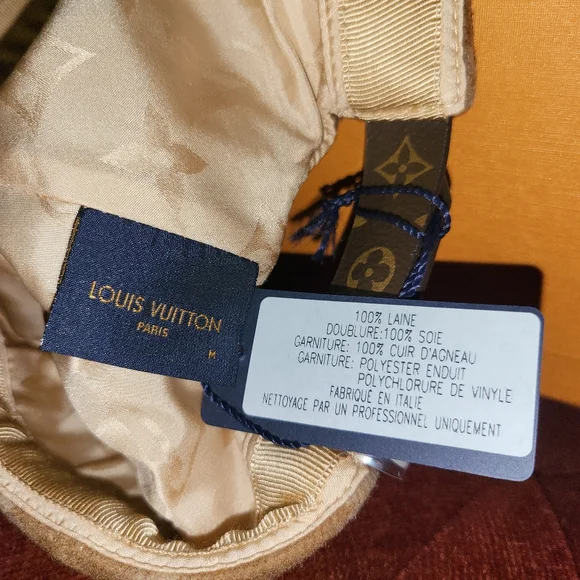 LOUIS VUITTON
PARIS
M
100% LAINE
DOUBLURE:100% SOIE
GARNITURE: 100% CUIR D'AGNEAU
GARNITURE: POLYESTER ENDUIT
POLYCHLORURE DE VINYLE
FABRIQUÉ EN ITALIE
NETTOYAGE PAR UN PROFESSIONNEL UNIQUEMENT